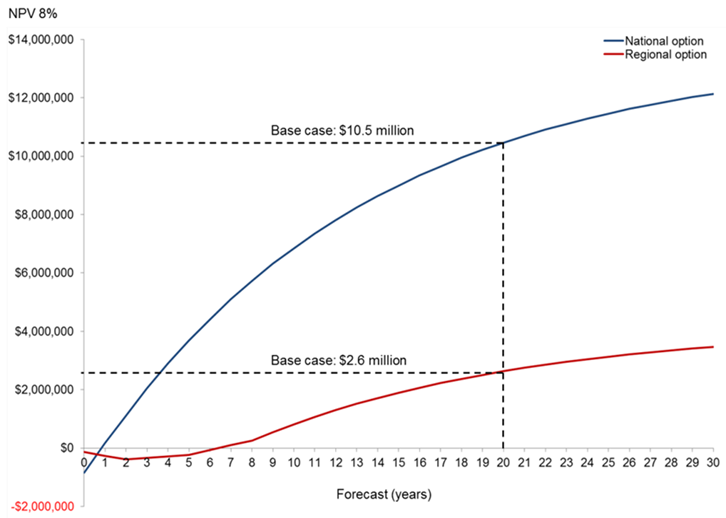 NPV 8%
$14,000,000
National option
Regional option
$12,000,000
Base case: $10.5 million
$10,000,000
$8,000,000
$6,000,000
$4,000,000
Base case: $2.6 million
$2,000,000
$0
0 1 2 3 4 5 6 7 8 9 10 11 12 13 14 15 16 17 18 19 20 21 22 23 24 25 26 27 28 29 30
Forecast (years)
-$2,000,000